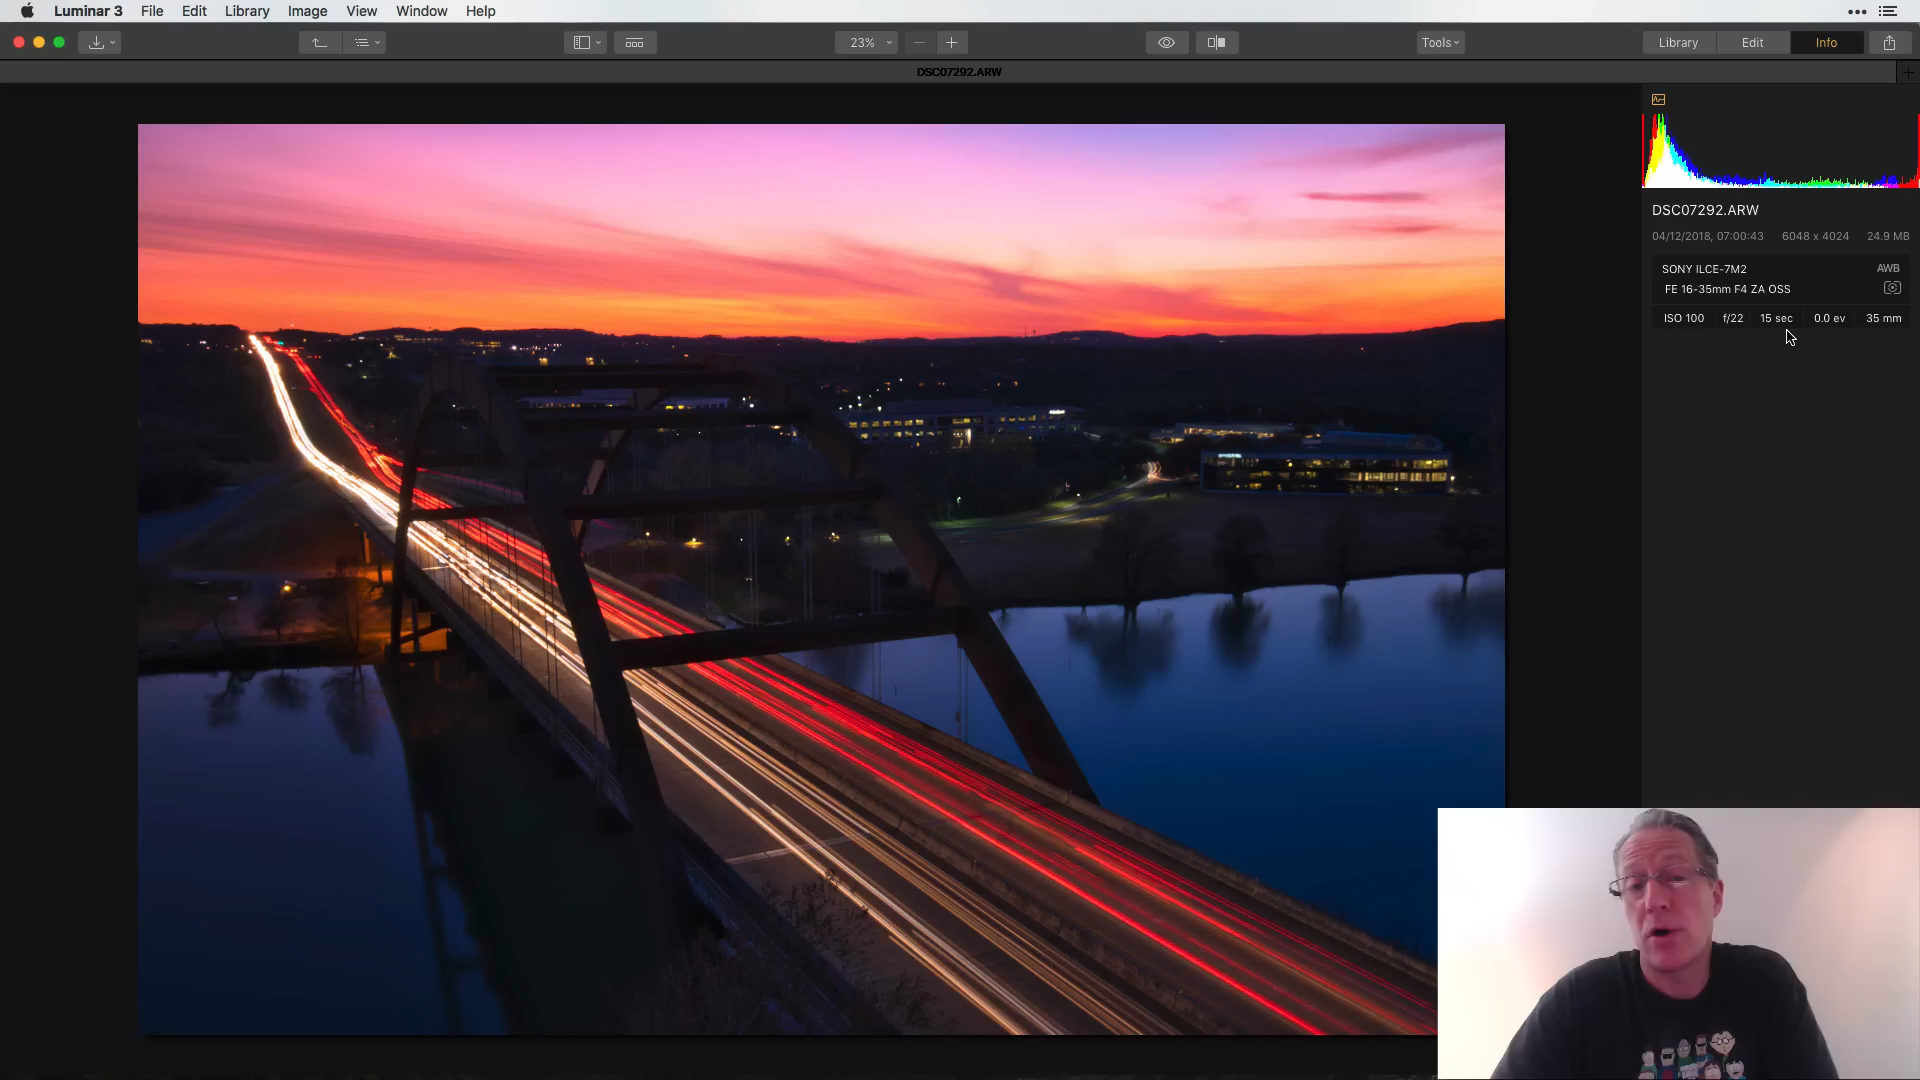 Luminar 3 File Edit Library Image View Window Help
23% Tools Library Edit Info
DSC07292.ARW
DSC07292.ARW
04/12/2018, 07:00:43 6048 x 4024 24.9 MB
SONY ILCE-7M2 AWB
FE 16-35mm F4 ZA OSS
ISO 100 f/22 15 sec 0.0 ev 35 mm